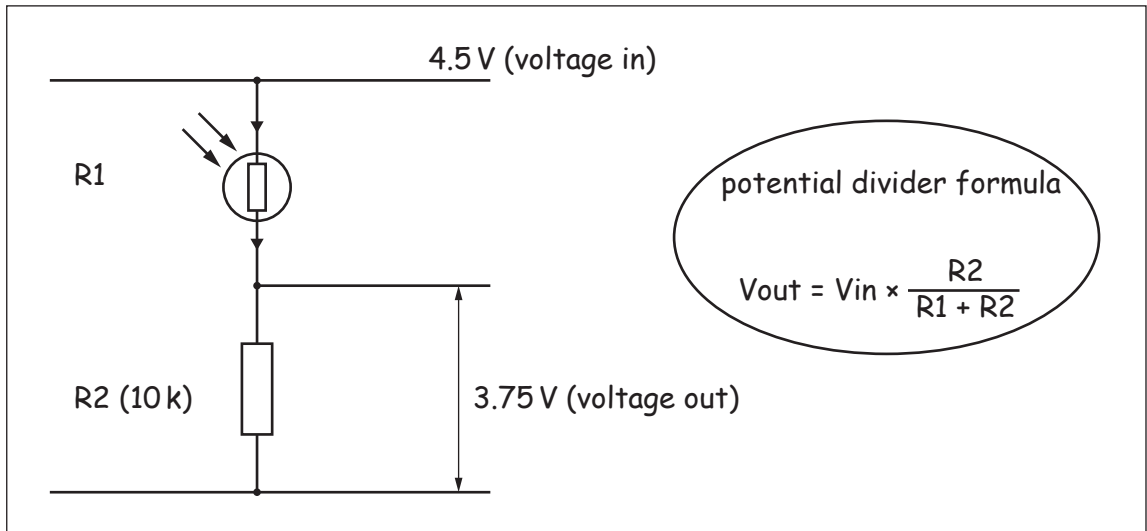 4.5 V (voltage in)
R1
potential divider formula
Vout = Vin × R2 / R1 + R2
R2 (10 k)
3.75 V (voltage out)